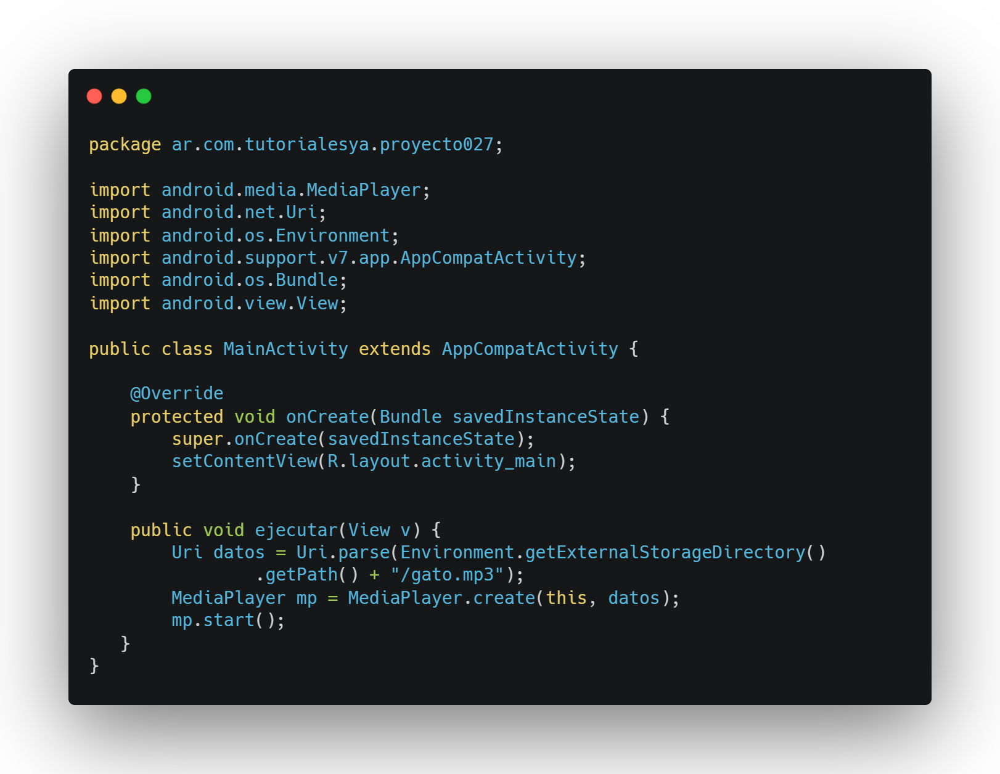 package ar.com.tutorialesya.proyecto027;

import android.media.MediaPlayer;
import android.net.Uri;
import android.os.Environment;
import android.support.v7.app.AppCompatActivity;
import android.os.Bundle;
import android.view.View;

public class MainActivity extends AppCompatActivity {

    @Override
    protected void onCreate(Bundle savedInstanceState) {
        super.onCreate(savedInstanceState);
        setContentView(R.layout.activity_main);
    }

    public void ejecutar(View v) {
        Uri datos = Uri.parse(Environment.getExternalStorageDirectory()
                .getPath() + "/gato.mp3");
        MediaPlayer mp = MediaPlayer.create(this, datos);
        mp.start();
   }
}